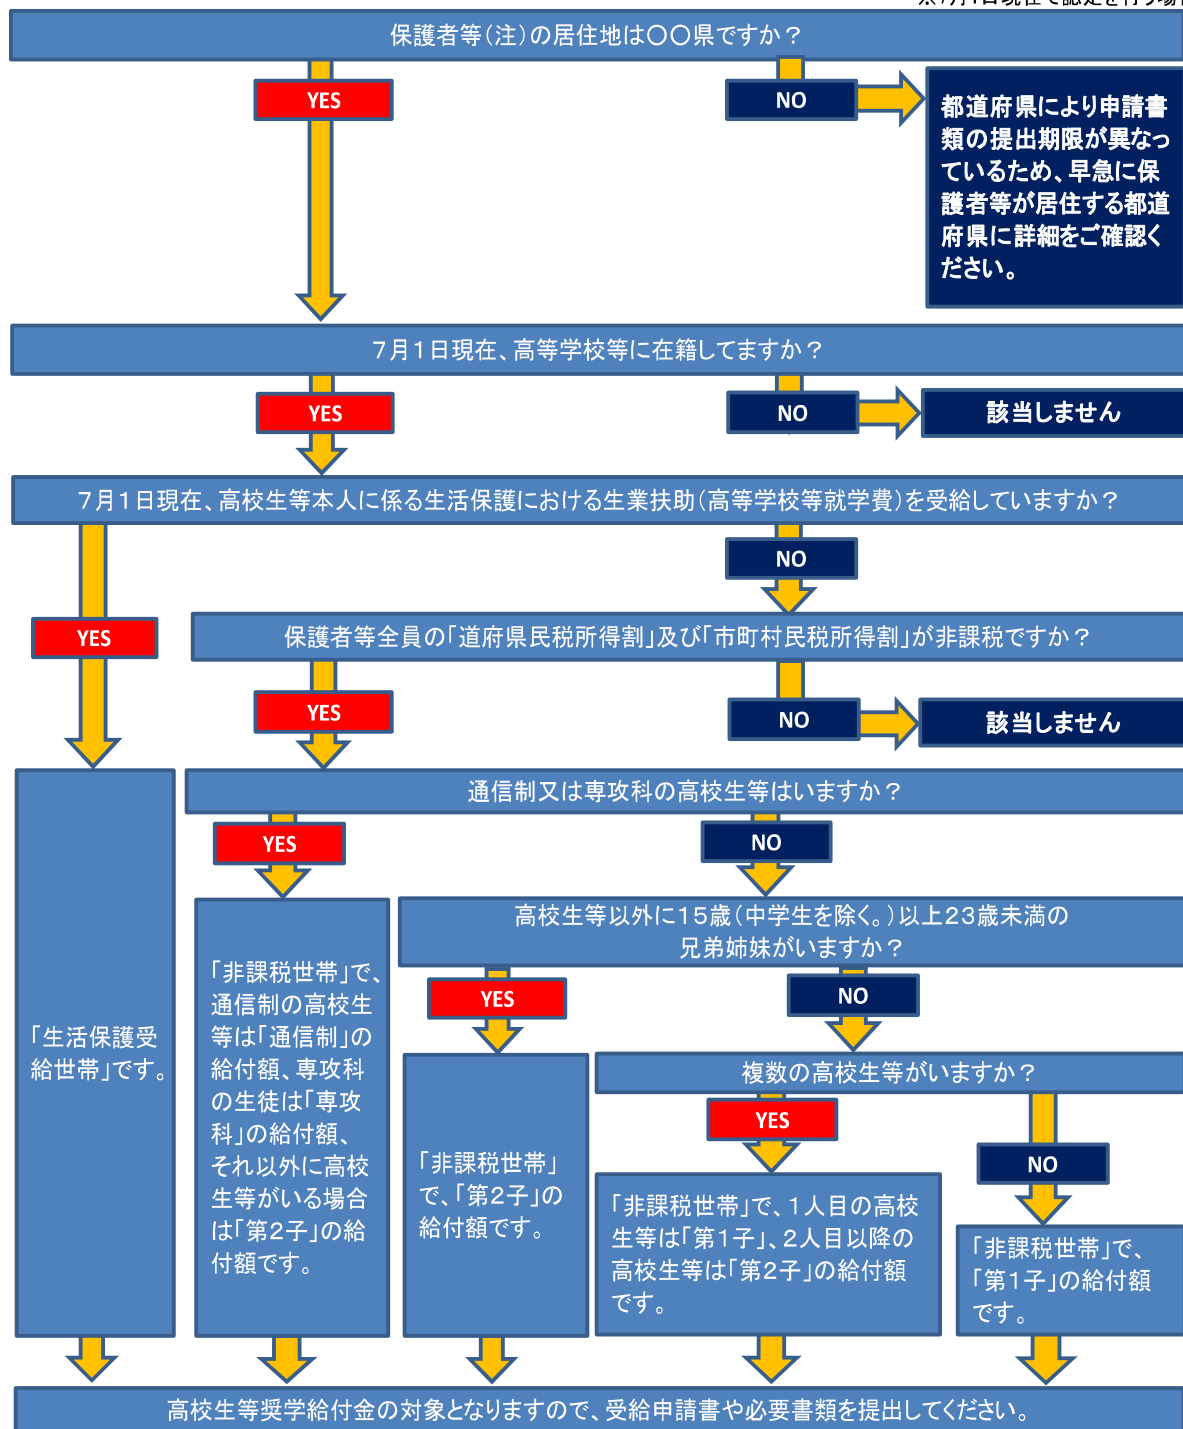 ※7月1日現在で認定を行う場合
保護者等（注）の居住地は〇〇県ですか？
YES
NO
都道府県により申請書
類の提出期限が異なっ
ているため、早急に保
護者等が居住する都道
府県に詳細をご確認く
ださい。
7月1日現在、高等学校等に在籍してますか？
YES
NO
該当しません
7月1日現在、高校生等本人に係る生活保護における生業扶助（高等学校等就学費）を受給していますか？
NO
YES
保護者等全員の「道府県民税所得割」及び「市町村民税所得割」が非課税ですか？
YES
NO
該当しません
通信制又は専攻科の高校生等はいますか？
YES
NO
高校生等以外に15歳（中学生を除く。）以上23歳未満の
兄弟姉妹がいますか？
YES
NO
「生活保護受
給世帯」です。
「非課税世帯」で、
通信制の高校生
等は「通信制」の
給付額、専攻科
の生徒は「専攻
科」の給付額、
それ以外に高校
生等がいる場合
は「第2子」の給
付額です。
「非課税世帯」
で、「第2子」の
給付額です。
複数の高校生等がいますか？
YES
NO
「非課税世帯」で、1人目の高校
生等は「第1子」、2人目以降の
高校生等は「第2子」の給付額
です。
「非課税世帯」で、
「第1子」の給付額
です。
高校生等奨学給付金の対象となりますので、受給申請書や必要書類を提出してください。